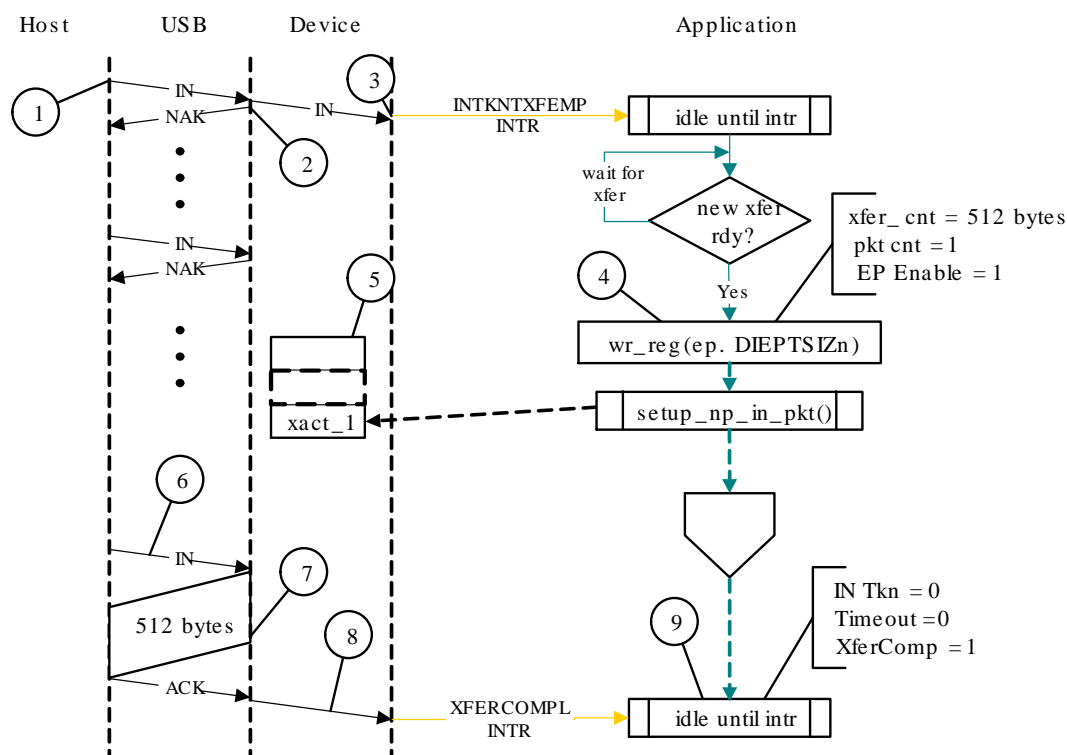 Host
USB
Device
Application
1
IN
NAK
2
IN
3
INTKNTXFEMP
INTR
idle until intr
wait for
xfer
new xfer
rdy?
xfer_ cnt = 512 bytes
pkt cnt = 1
EP Enable = 1
IN
NAK
Yes
4
5
wr_reg(ep. DIEPTSIZn)
xact_1
setup_np_in_pkt()
6
IN
7
512 bytes
8
ACK
XFERCOMPL
INTR
9
IN Tkn = 0
Timeout =0
XferComp = 1
idle until intr